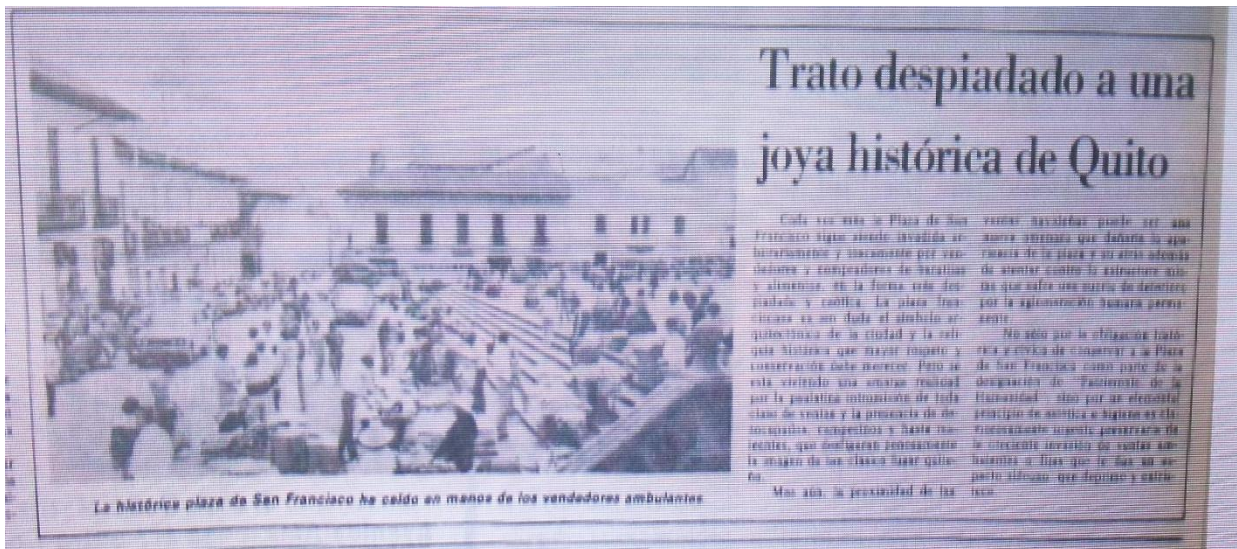 Trato despiadado a una
joya histórica de Quito
Cada vez más la Plaza de San
Francisco sigue siendo invadida ar-
bitrariamente y vacamente por ven-
dedores y compradores de baratijas
y alimentos, en la forma más des-
piadada y caótica. La plaza fran-
ciscana es sin duda el símbolo ar-
quitectónico de la ciudad y la reli-
quia histórica que mayor respeto y
conservación debe merecer. Pero se
está viviendo una amarga realidad
por la paulatina intromisión de toda
clase de ventas y la presencia de de-
socupados, campesinos y hasta
que desfiguran penosamente
la imagen de ese clásico lugar quite-
ño.
Mas aún, la proximidad de las
ventas navideñas puede ser una
nueva amenaza que dañaría la apa-
riencia de la plaza y su atrio además
de atentar contra la estructura
que sufre una suerte de deterioro
por la aglomeración humana perma-
nente.
No sólo por la obligación histó-
rica y cívica de conservar a la Plaza
de San Francisco como parte de la
designación de "Patrimonio de la
Humanidad", sino por un elemental
principio de estética e higiene es
urgente preservarla de
la creciente invasión de ventas am-
bulantes o fijas que le dan un as-
pecto que deprime y
La histórica plaza de San Francisco ha caído en manos de los vendedores ambulantes